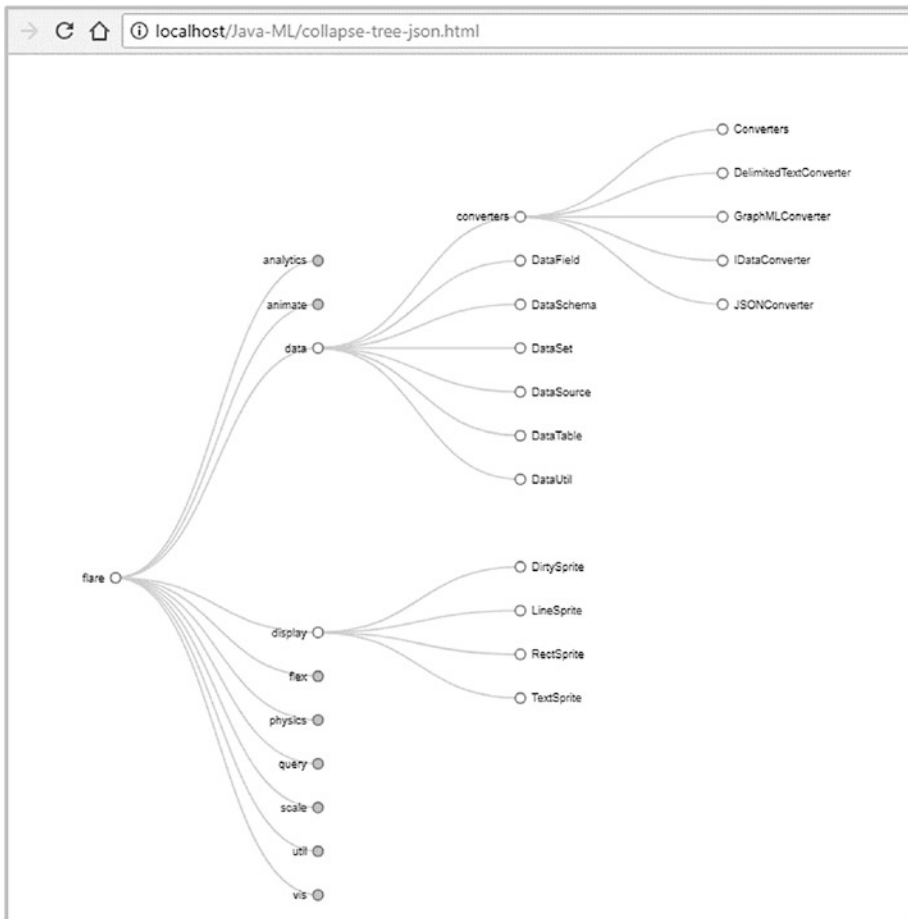 localhost/Java-ML/collapse-tree-json.html
Converters
DelimitedTextConverter
converters
GraphMLConverter
analytics
DataField
IDataConverter
animate
DataSchema
JSONConverter
data
DataSet
DataSource
DataTable
DataUtil
DirtySprite
flare
LineSprite
display
RectSprite
flex
TextSprite
physics
query
scale
util
vis